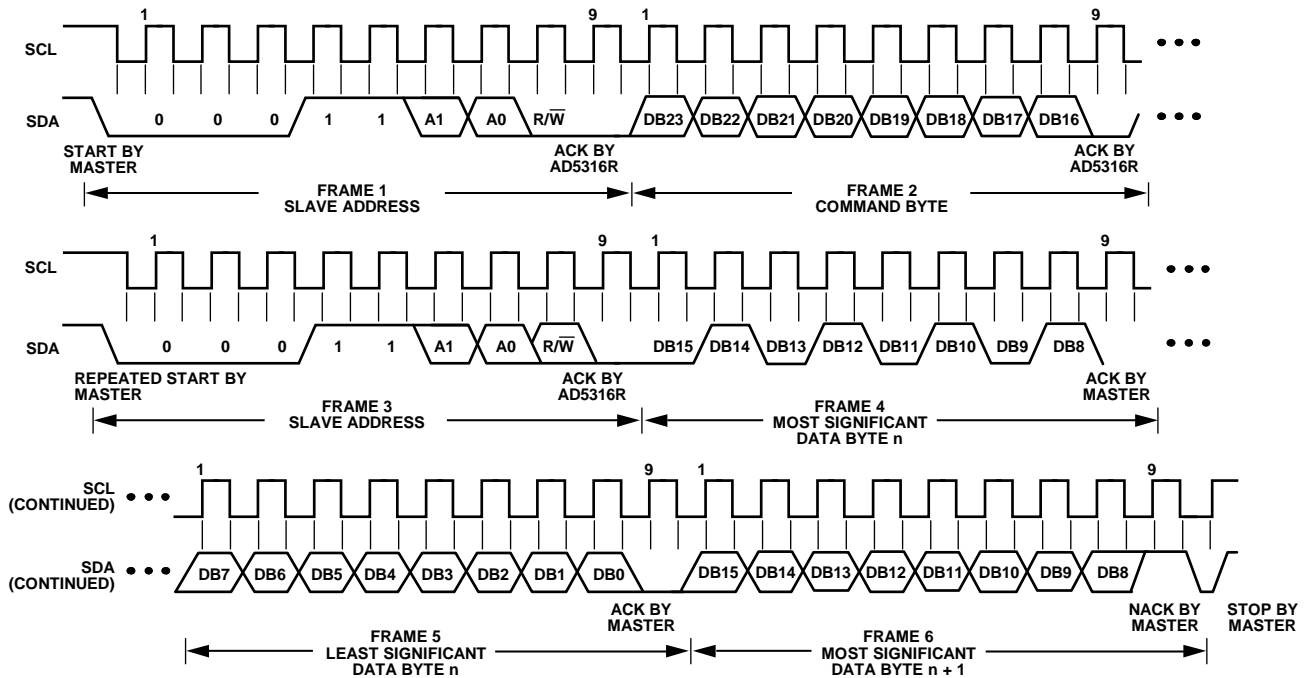 1 9 1 9
SCL
SDA 0 0 0 1 1 A1 A0 R/W̅ DB23 DB22 DB21 DB20 DB19 DB18 DB17 DB16
START BY
MASTER
ACK BY
AD5316R
ACK BY
AD5316R
FRAME 1
SLAVE ADDRESS
FRAME 2
COMMAND BYTE
1 9 1 9
SCL
SDA 0 0 0 1 1 A1 A0 R/W̅ DB15 DB14 DB13 DB12 DB11 DB10 DB9 DB8
REPEATED START BY
MASTER
ACK BY
AD5316R
ACK BY
MASTER
FRAME 3
SLAVE ADDRESS
FRAME 4
MOST SIGNIFICANT
DATA BYTE n
1 9 1 9
SCL
(CONTINUED)
SDA
(CONTINUED)
DB7 DB6 DB5 DB4 DB3 DB2 DB1 DB0 DB15 DB14 DB13 DB12 DB11 DB10 DB9 DB8
ACK BY
MASTER
NACK BY
MASTER
STOP BY
MASTER
FRAME 5
LEAST SIGNIFICANT
DATA BYTE n
FRAME 6
MOST SIGNIFICANT
DATA BYTE n + 1